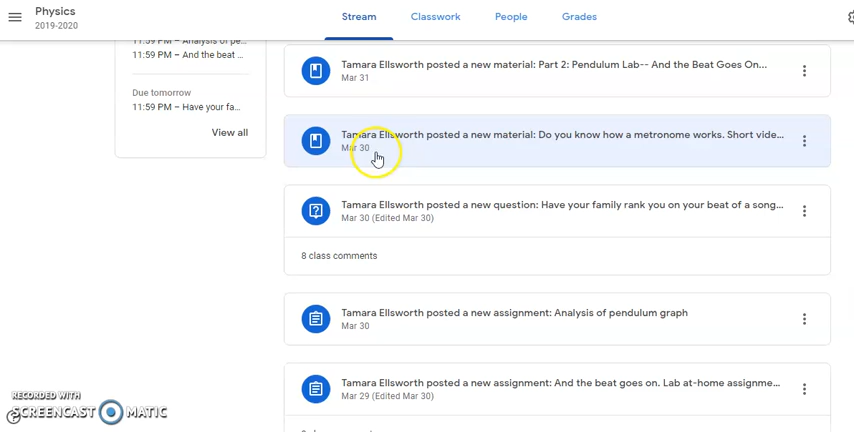 Physics
2019-2020
Stream
Classwork
People
Grades
11:59 PM – Analysis of pe...
11:59 PM – And the beat ...
Due tomorrow
11:59 PM – Have your fa...
View all
Tamara Ellsworth posted a new material: Part 2: Pendulum Lab-- And the Beat Goes On...
Mar 31
Tamara Ellsworth posted a new material: Do you know how a metronome works. Short vide...
Mar 30
Tamara Ellsworth posted a new question: Have your family rank you on your beat of a song...
Mar 30 (Edited Mar 30)
8 class comments
Tamara Ellsworth posted a new assignment: Analysis of pendulum graph
Mar 30
Tamara Ellsworth posted a new assignment: And the beat goes on. Lab at-home assignme...
Mar 29 (Edited Mar 30)
RECORDED WITH
SCREENCAST MATIC